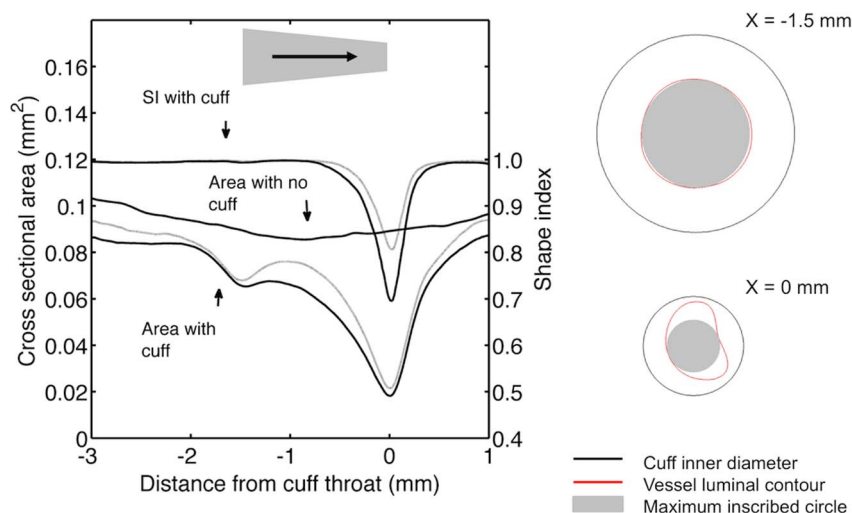 Cross sectional area (mm²)
0.16
0.14
0.12
0.1
0.08
0.06
0.04
0.02
0
SI with cuff
Area with no
cuff
Area with
cuff
1.0
0.9
0.8
0.7
0.6
0.5
0.4
Shape index
-3
-2
-1
0
1
Distance from cuff throat (mm)
X = -1.5 mm
X = 0 mm
Cuff inner diameter
Vessel luminal contour
Maximum inscribed circle